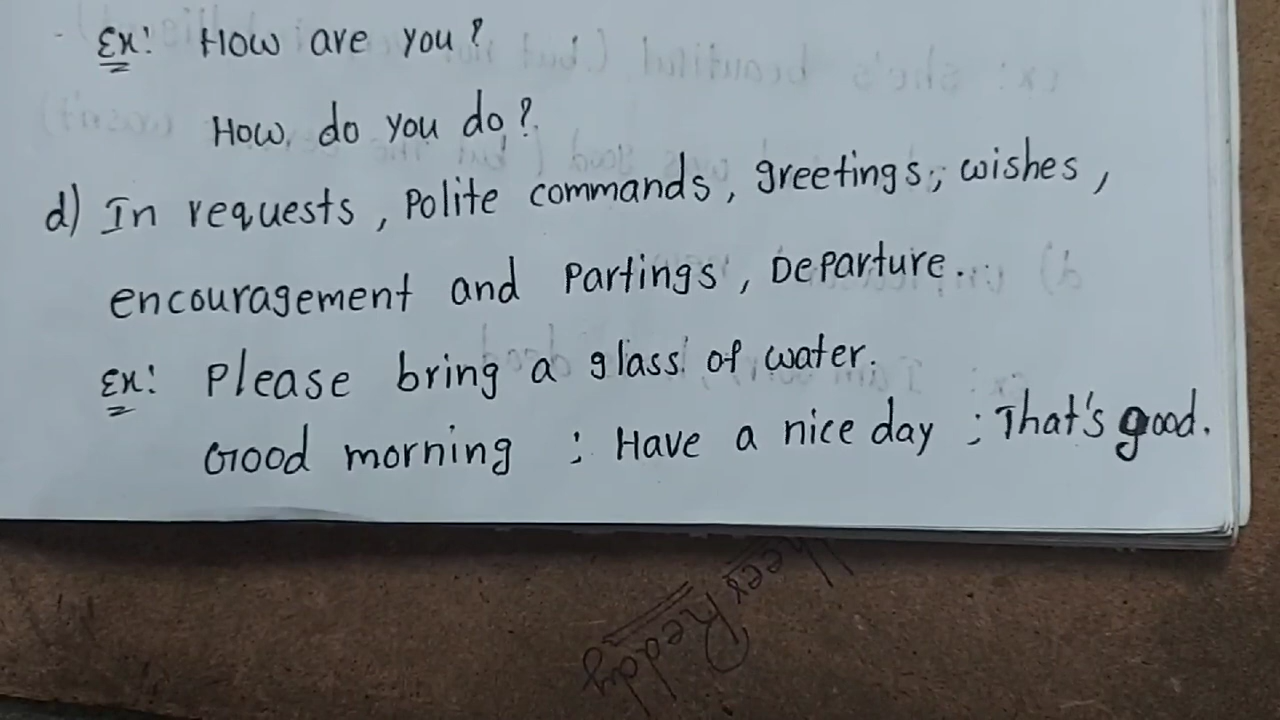 Ex: How are you?
How do you do?
d) In requests, polite commands, greetings, wishes,
encouragement and partings, Departure.
Ex: Please bring a glass of water.
Good morning ; Have a nice day ; That's good.
Reddy